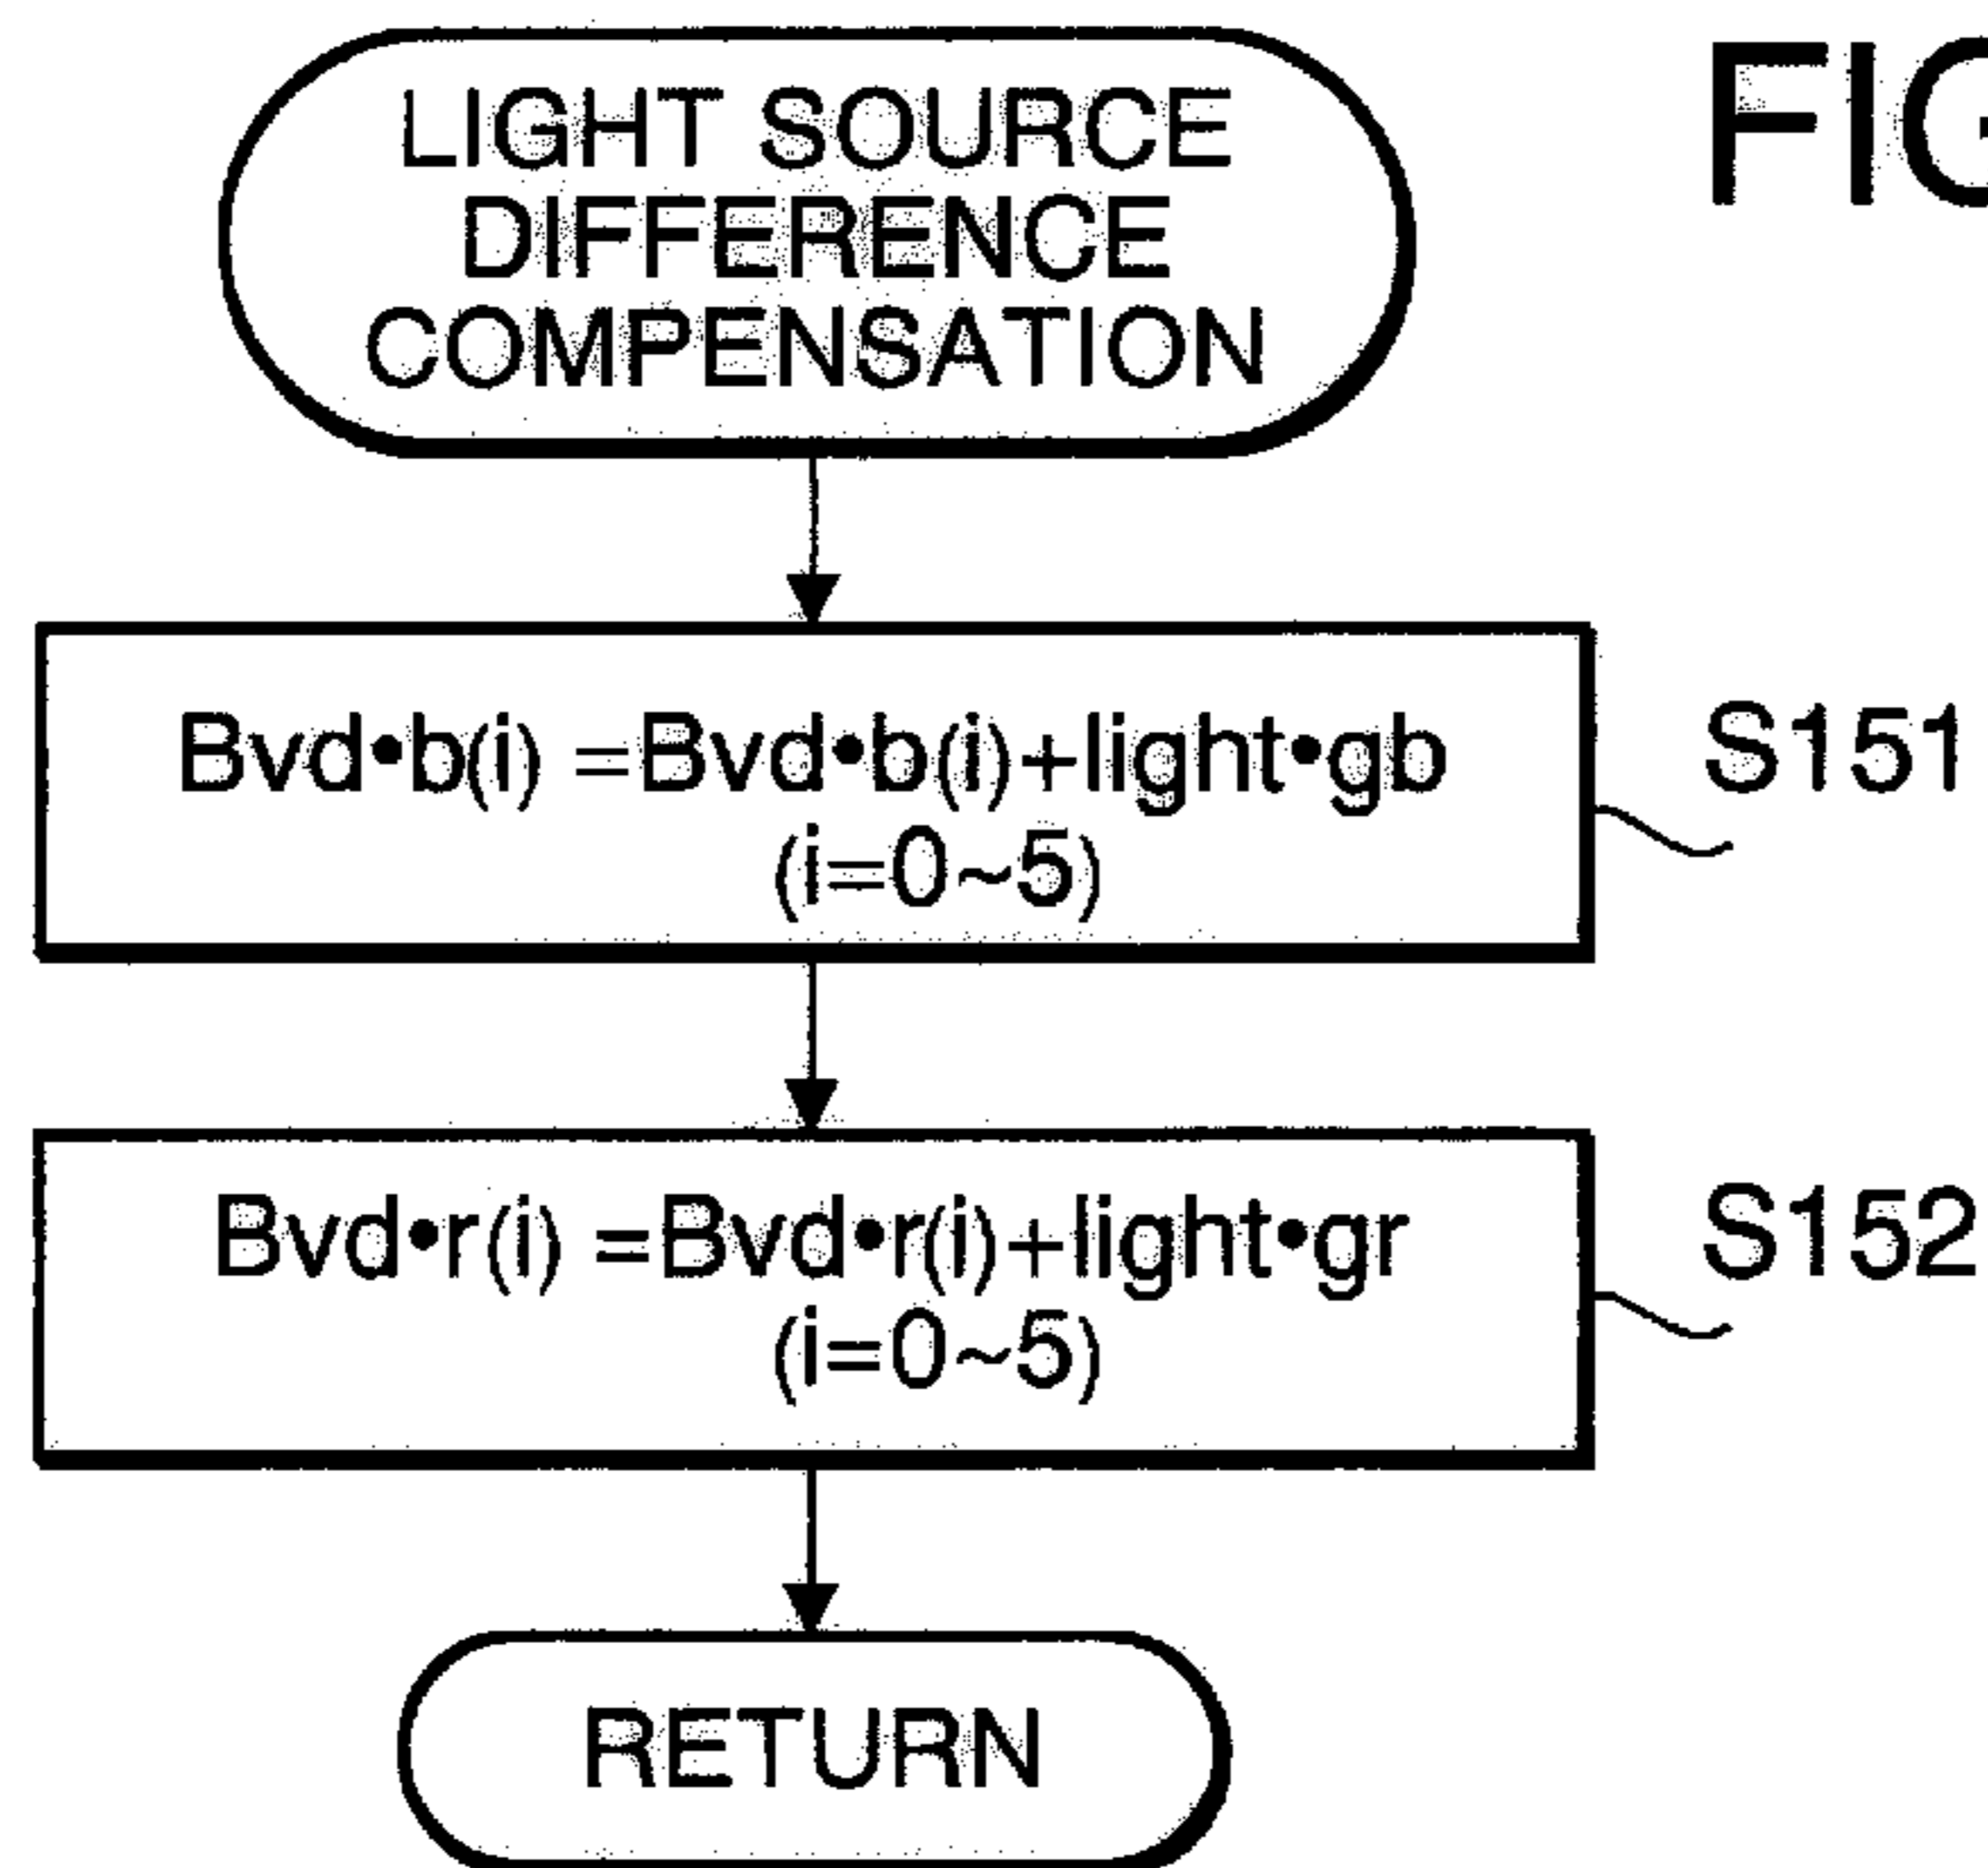 FIG
LIGHT SOURCE
DIFFERENCE
COMPENSATION
Bvd•b(i) =Bvd•b(i)+light•gb
(i=0~5)
S151
Bvd•r(i) =Bvd•r(i)+light•gr
(i=0~5)
S152
RETURN